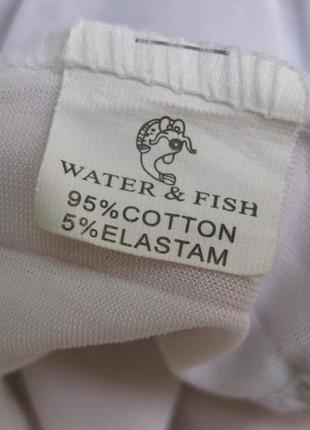 WATER & FISH
95%COTTON
5%ELASTAM